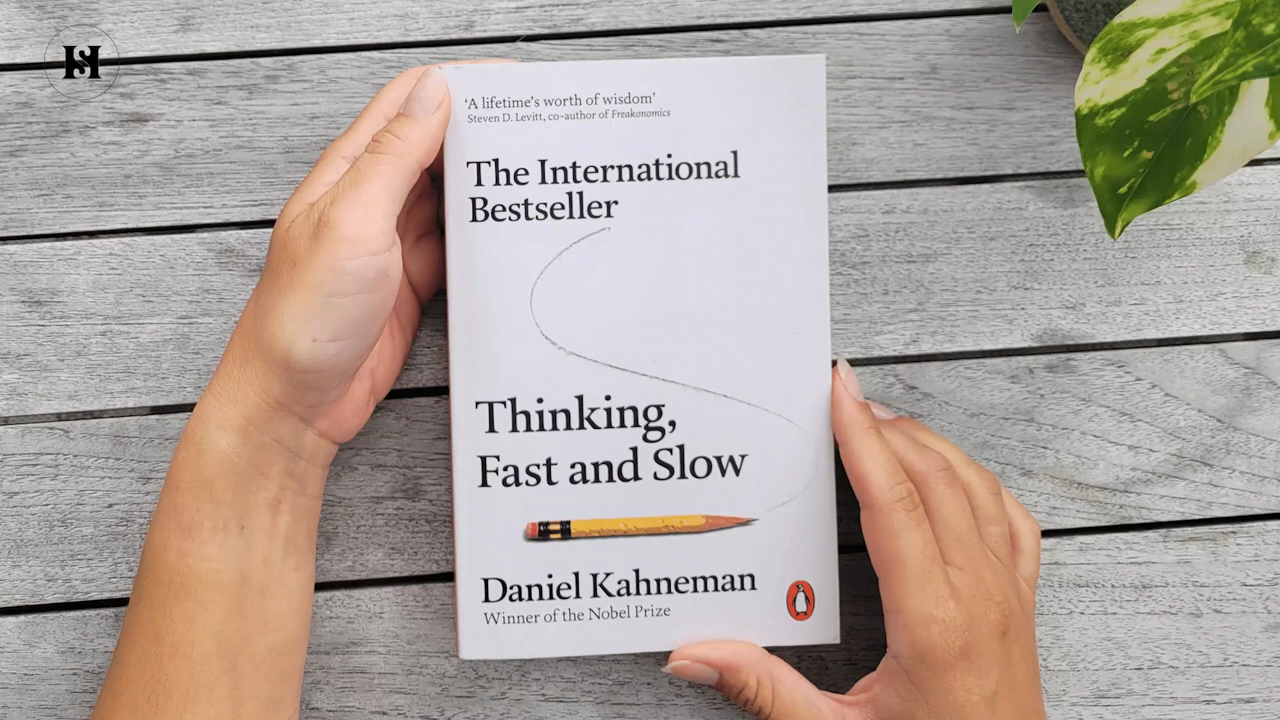 SH
‘A lifetime’s worth of wisdom’
Steven D. Levitt, co-author of Freakonomics
The International
Bestseller
Thinking,
Fast and Slow
Daniel Kahneman
Winner of the Nobel Prize